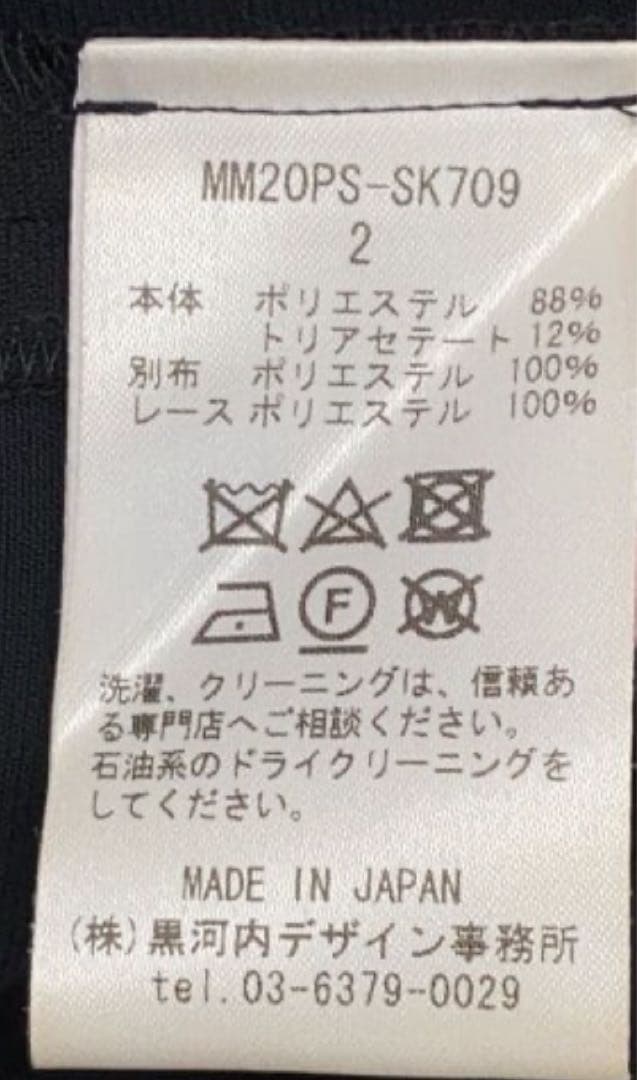 MM20PS-SK709
2
本体 ポリエステル 88%
トリアセテート 12%
別布 ポリエステル 100%
レース ポリエステル 100%
F
W
洗濯、クリーニングは、信頼あ
る専門店へご相談ください。
石油系のドライクリーニングを
してください。
MADE IN JAPAN
(株)黒河内デザイン事務所
tel.03-6379-0029